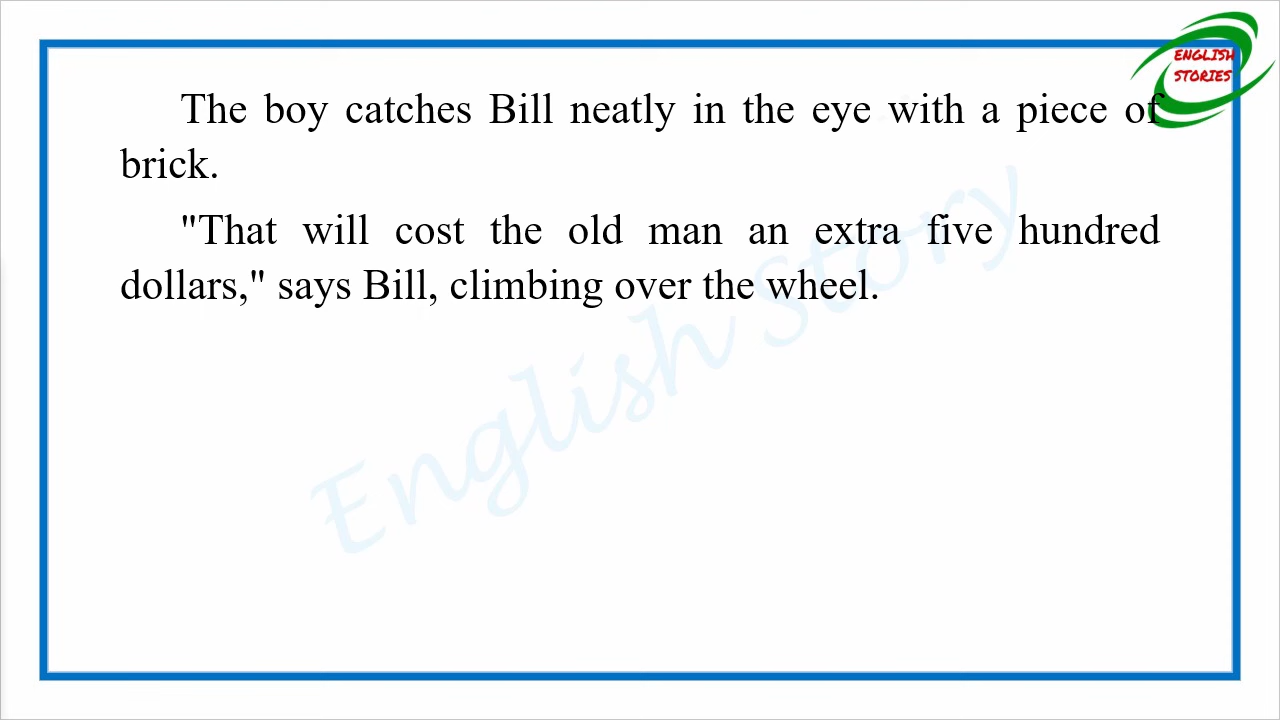 ENGLISH
STORIES
The boy catches Bill neatly in the eye with a piece of
brick.
"That will cost the old man an extra five hundred
dollars," says Bill, climbing over the wheel.
English Story